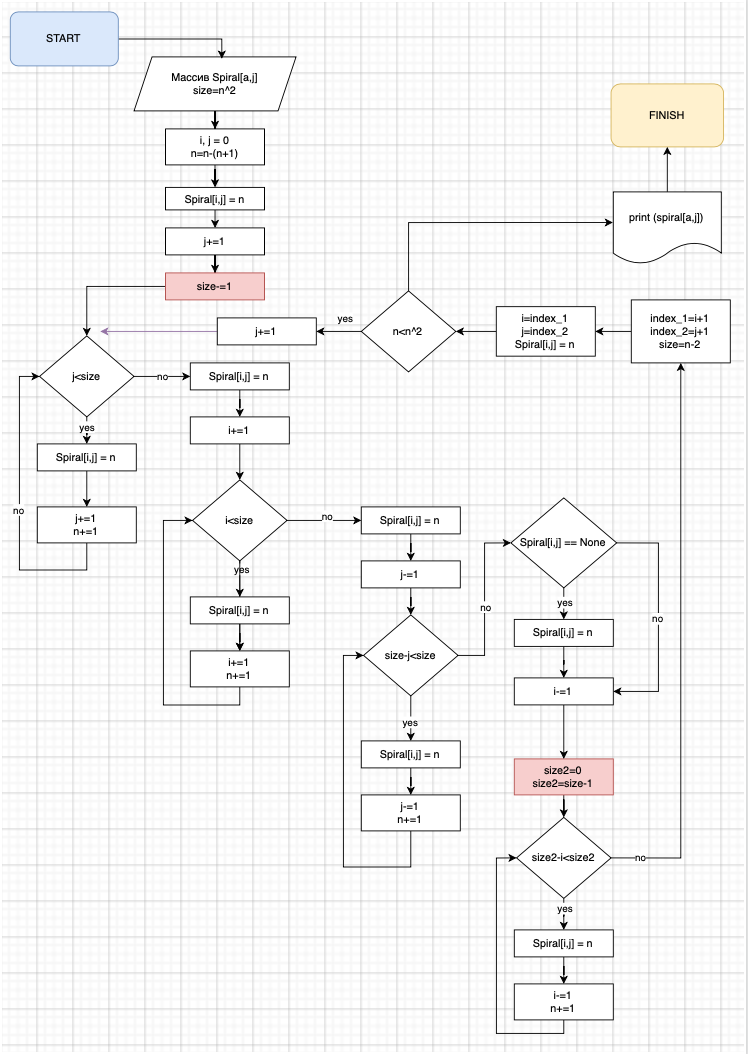 START
Массив Spiral[a,j]
size=n^2
i, j = 0
n=n-(n+1)
Spiral[i,j] = n
j+=1
size-=1
FINISH
print (spiral[a,j])
n<n^2
yes
j+=1
i=index_1
j=index_2
Spiral[i,j] = n
index_1=i+1
index_2=j+1
size=n-2
j<size
no
yes
Spiral[i,j] = n
j+=1
n+=1
no
Spiral[i,j] = n
i+=1
i<size
no
yes
Spiral[i,j] = n
i+=1
n+=1
Spiral[i,j] = n
j-=1
size-j<size
no
yes
Spiral[i,j] = n
j-=1
n+=1
Spiral[i,j] == None
yes
no
Spiral[i,j] = n
i-=1
size2=0
size2=size-1
size2-i<size2
no
yes
Spiral[i,j] = n
i-=1
n+=1